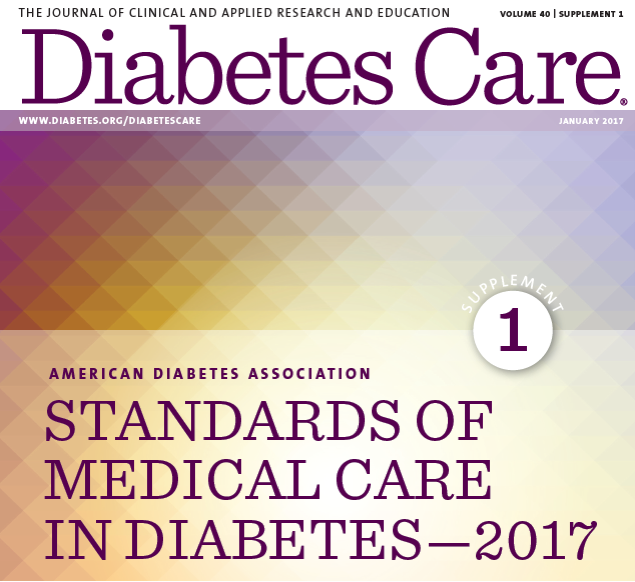 THE JOURNAL OF CLINICAL AND APPLIED RESEARCH AND EDUCATION
VOLUME 40 | SUPPLEMENT 1
Diabetes Care®
WWW.DIABETES.ORG/DIABETESCARE
JANUARY 2017
SUPPLEMENT
1
AMERICAN DIABETES ASSOCIATION
STANDARDS OF
MEDICAL CARE
IN DIABETES—2017